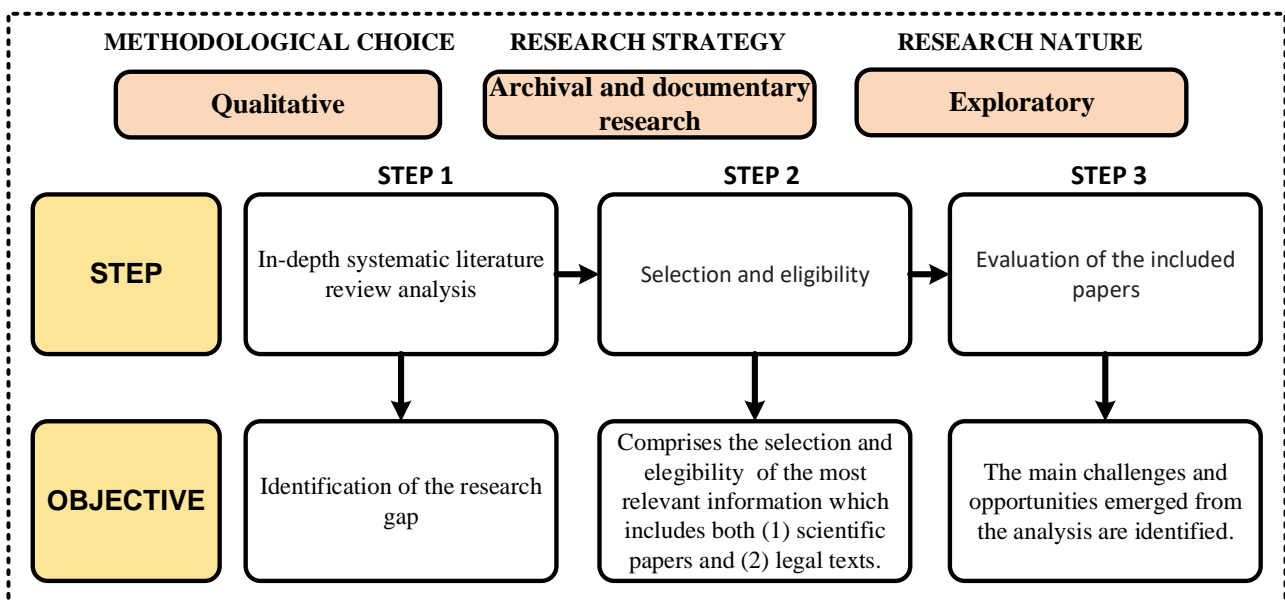 METHODOLOGICAL CHOICE
RESEARCH STRATEGY
RESEARCH NATURE
Qualitative
Archival and documentary
research
Exploratory
STEP 1
STEP 2
STEP 3
STEP
In-depth systematic literature
review analysis
Selection and eligibility
Evaluation of the included
papers
OBJECTIVE
Identification of the research
gap
Comprises the selection and
elegibility of the most
relevant information which
includes both (1) scientific
papers and (2) legal texts.
The main challenges and
opportunities emerged from
the analysis are identified.